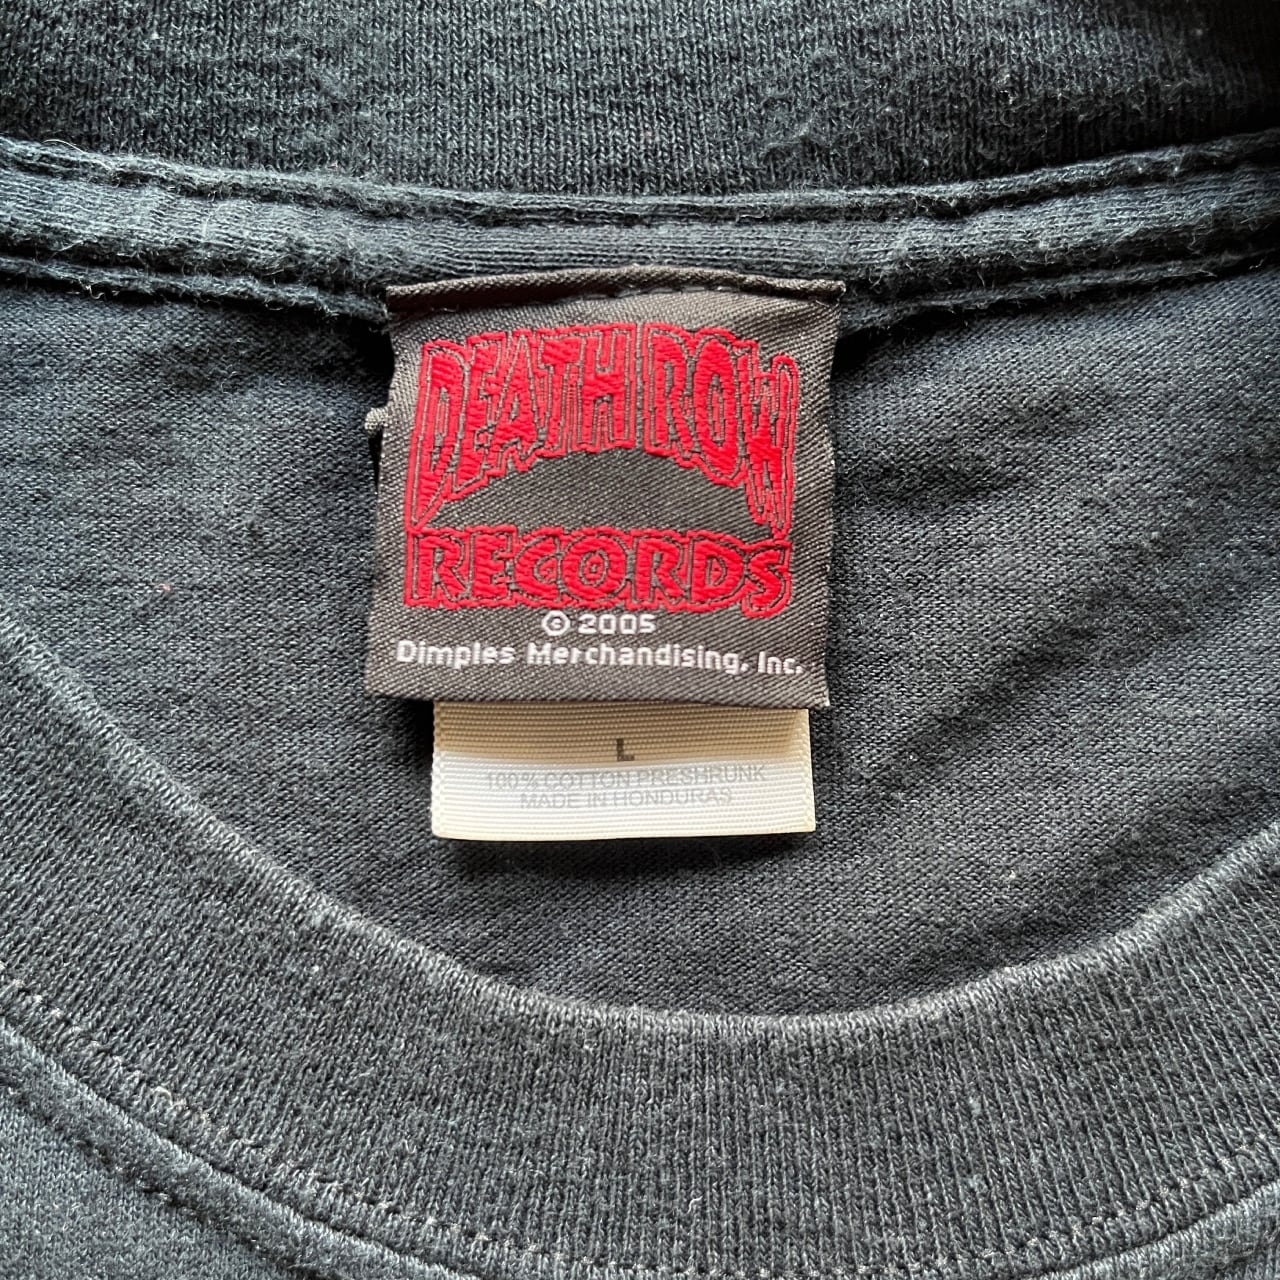 DEATH ROW
RECORDS
© 2005
Dimples Merchandising, Inc.
L
100% COTTON PRESHRUNK
MADE IN HONDURAS